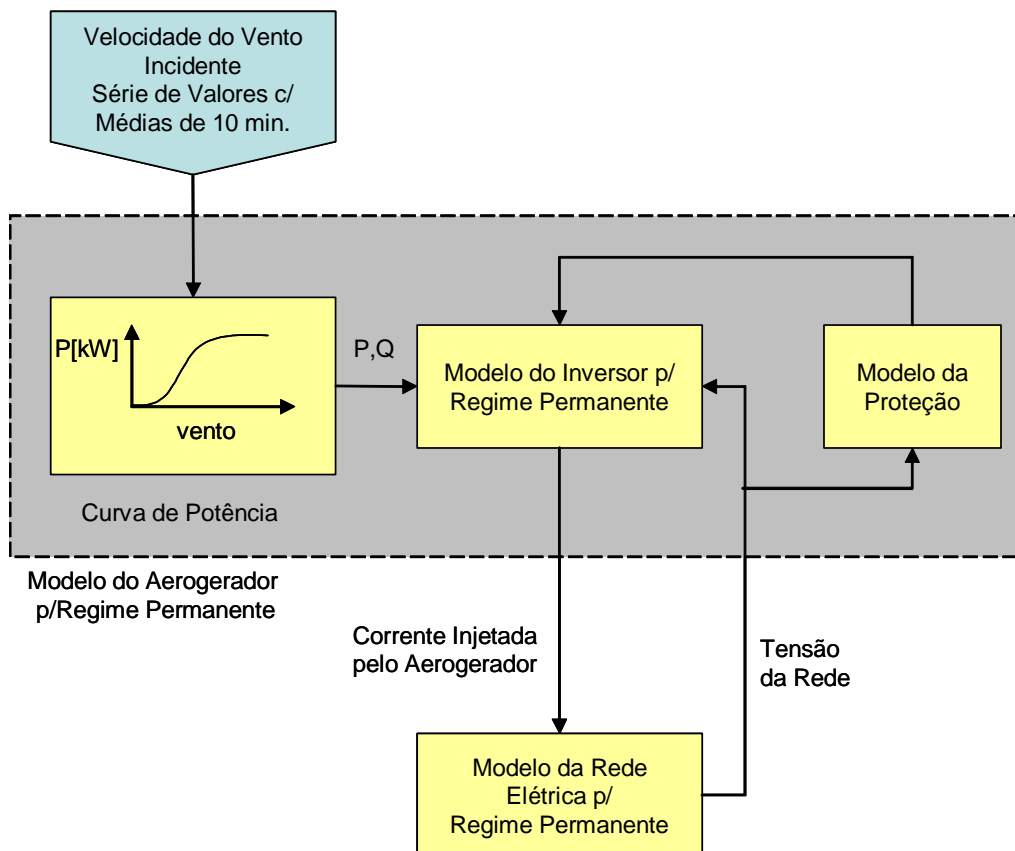 Velocidade do Vento
Incidente
Série de Valores c/
Médias de 10 min.
P[kW]
vento
P,Q
Modelo do Inversor p/
Regime Permanente
Modelo da
Proteção
Curva de Potência
Modelo do Aerogerador
p/Regime Permanente
Corrente Injetada
pelo Aerogerador
Tensão
da Rede
Modelo da Rede
Elétrica p/
Regime Permanente